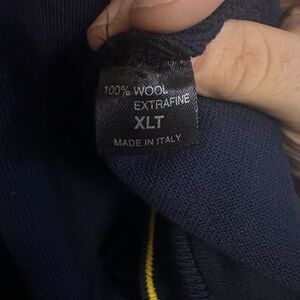 100% WOOL
EXTRAFINE
XLT
MADE IN ITALY